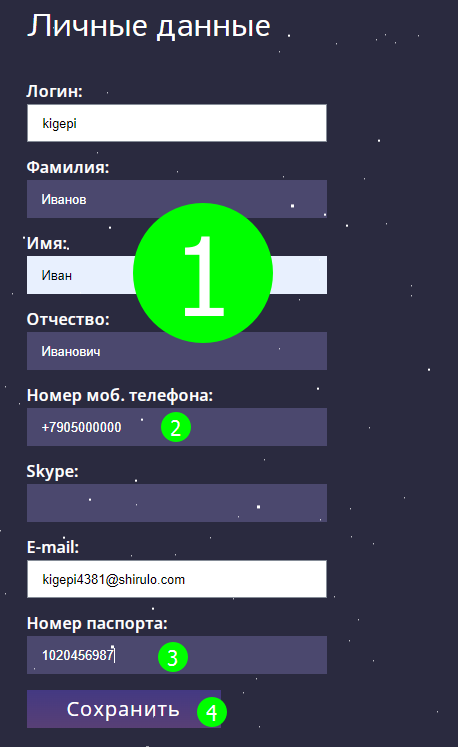 Личные данные
Логин:
kigepi
Фамилия:
Иванов
Имя:
Иван
1
Отчество:
Иванович
Номер моб. телефона:
+7905000000 2
Skype:
E-mail:
kigepi4381@shirulo.com
Номер паспорта:
1020456987 3
Сохранить 4